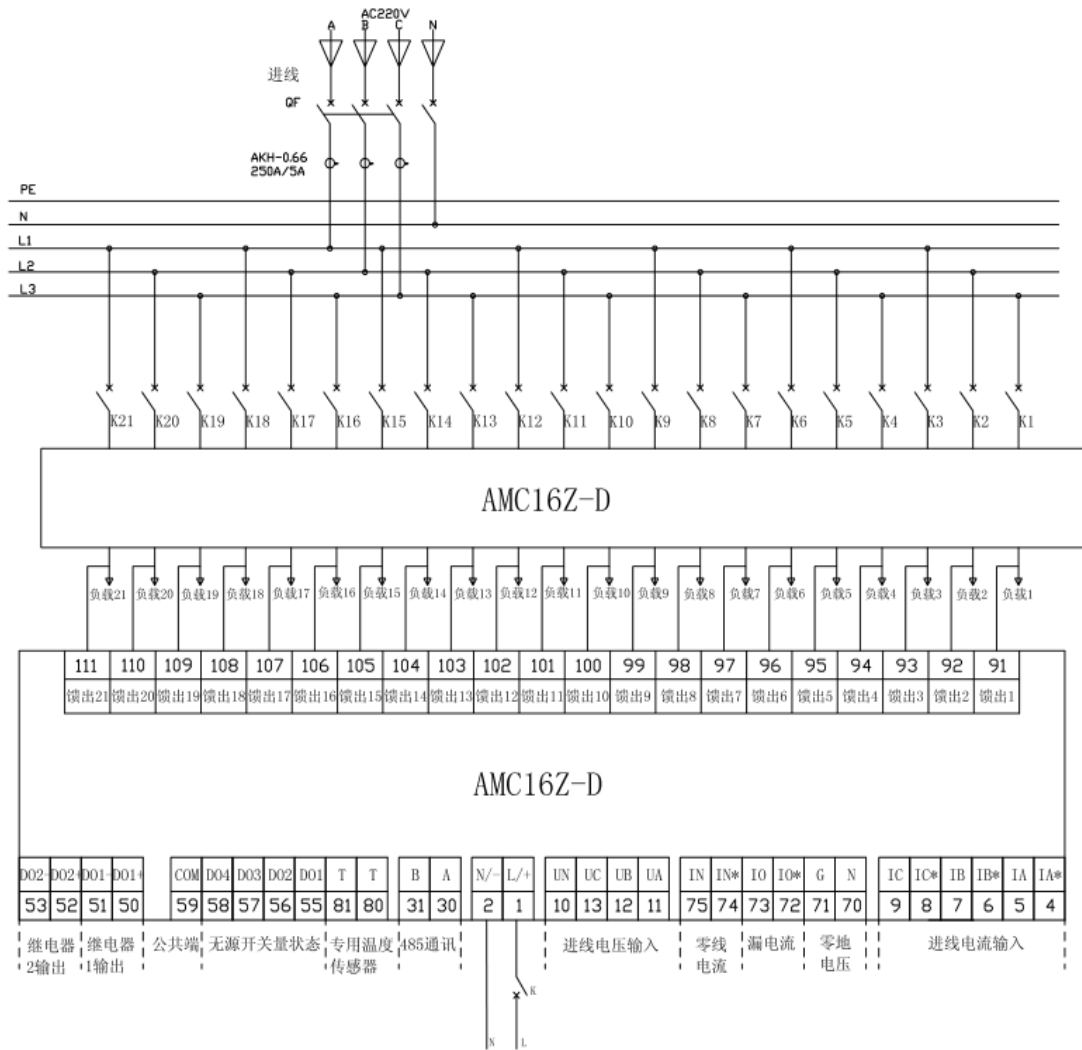 AC220V
A B C N
进线
QF
AKH-0.66
250A/5A
PE
N
L1
L2
L3
K21 K20 K19 K18 K17 K16 K15 K14 K13 K12 K11 K10 K9 K8 K7 K6 K5 K4 K3 K2 K1
AMC16Z-D
负载21 负载20 负载19 负载18 负载17 负载16 负载15 负载14 负载13 负载12 负载11 负载10 负载9 负载8 负载7 负载6 负载5 负载4 负载3 负载2 负载1
111 110 109 108 107 106 105 104 103 102 101 100 99 98 97 96 95 94 93 92 91
馈出21 馈出20 馈出19 馈出18 馈出17 馈出16 馈出15 馈出14 馈出13 馈出12 馈出11 馈出10 馈出9 馈出8 馈出7 馈出6 馈出5 馈出4 馈出3 馈出2 馈出1
AMC16Z-D
DO2- DO2+ DO1- DO1+ COM DO4 DO3 DO2 DO1 T T B A N/- L/+ UN UC UB UA IN IN* IO IO* G N IC IC* IB IB* IA IA*
53 52 51 50 59 58 57 56 55 81 80 31 30 2 1 10 13 12 11 75 74 73 72 71 70 9 8 7 6 5 4
继电器 继电器 公共端 无源开关量状态 专用温度 485通讯 进线电压输入 零线 漏电流 零地 进线电流输入
2输出 1输出 传感器 电流 电压
K
N L